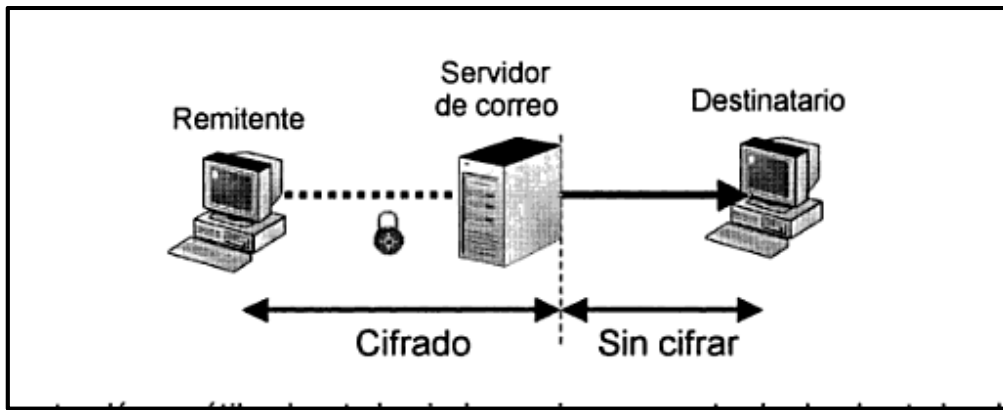 Servidor
de correo
Remitente
Destinatario
Cifrado
Sin cifrar